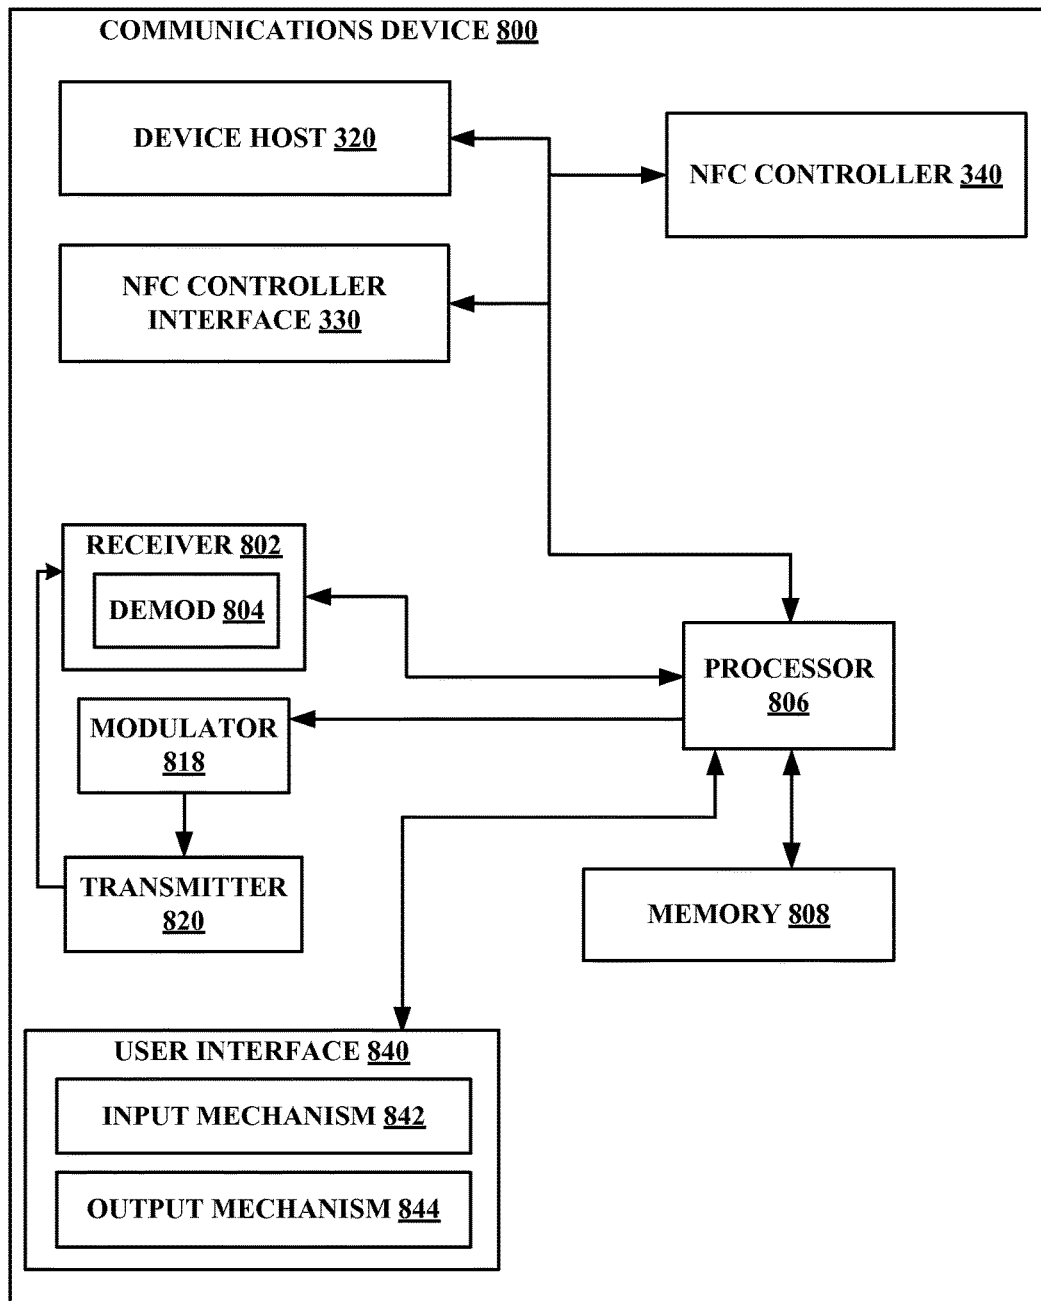 COMMUNICATIONS DEVICE 800
DEVICE HOST 320
NFC CONTROLLER 340
NFC CONTROLLER
INTERFACE 330
RECEIVER 802
DEMOD 804
PROCESSOR
806
MODULATOR
818
TRANSMITTER
820
MEMORY 808
USER INTERFACE 840
INPUT MECHANISM 842
OUTPUT MECHANISM 844